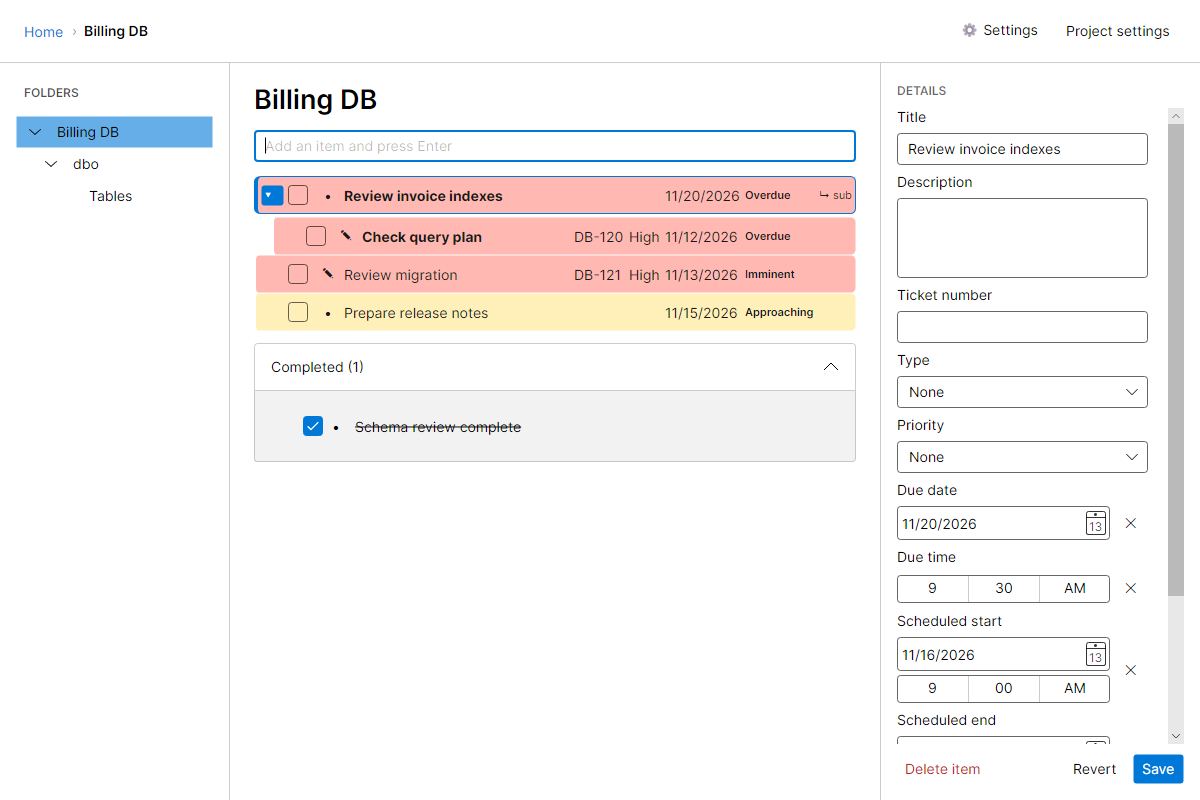 Home › Billing DB
Settings
Project settings
FOLDERS
Billing DB
dbo
Tables
Billing DB
Add an item and press Enter
• Review invoice indexes 11/20/2026 Overdue ↳ sub
Check query plan DB-120 High 11/12/2026 Overdue
Review migration DB-121 High 11/13/2026 Imminent
• Prepare release notes 11/15/2026 Approaching
Completed (1)
• Schema review complete
DETAILS
Title
Review invoice indexes
Description
Ticket number
Type
None
Priority
None
Due date
11/20/2026 13
Due time
9 30 AM
Scheduled start
11/16/2026 13
9 00 AM
Scheduled end
Delete item
Revert
Save